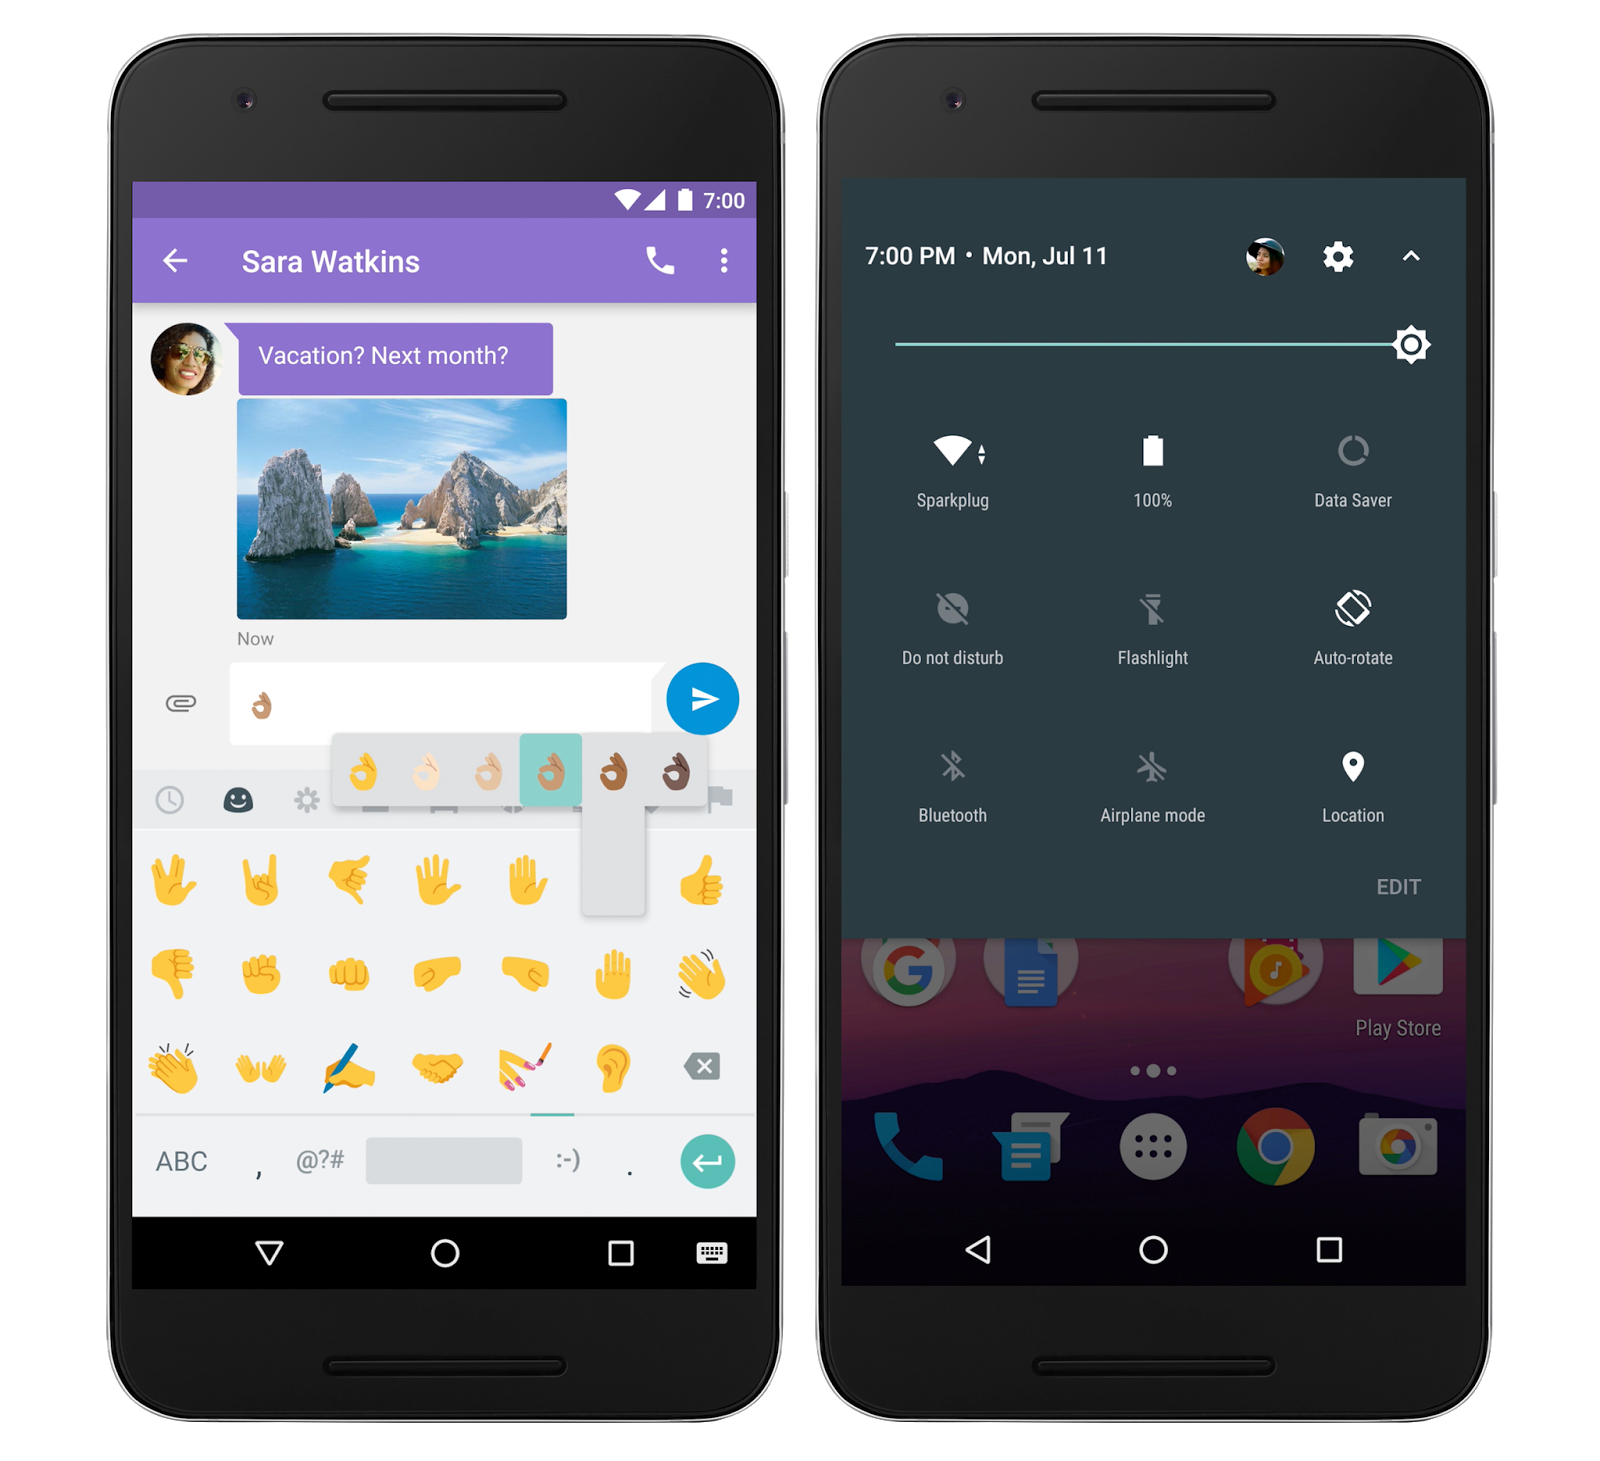 7:00
Sara Watkins
Vacation? Next month?
Now
ABC , @?# :-) .
7:00 PM • Mon, Jul 11
Sparkplug 100% Data Saver
Do not disturb Flashlight Auto-rotate
Bluetooth Airplane mode Location
EDIT
Play Store